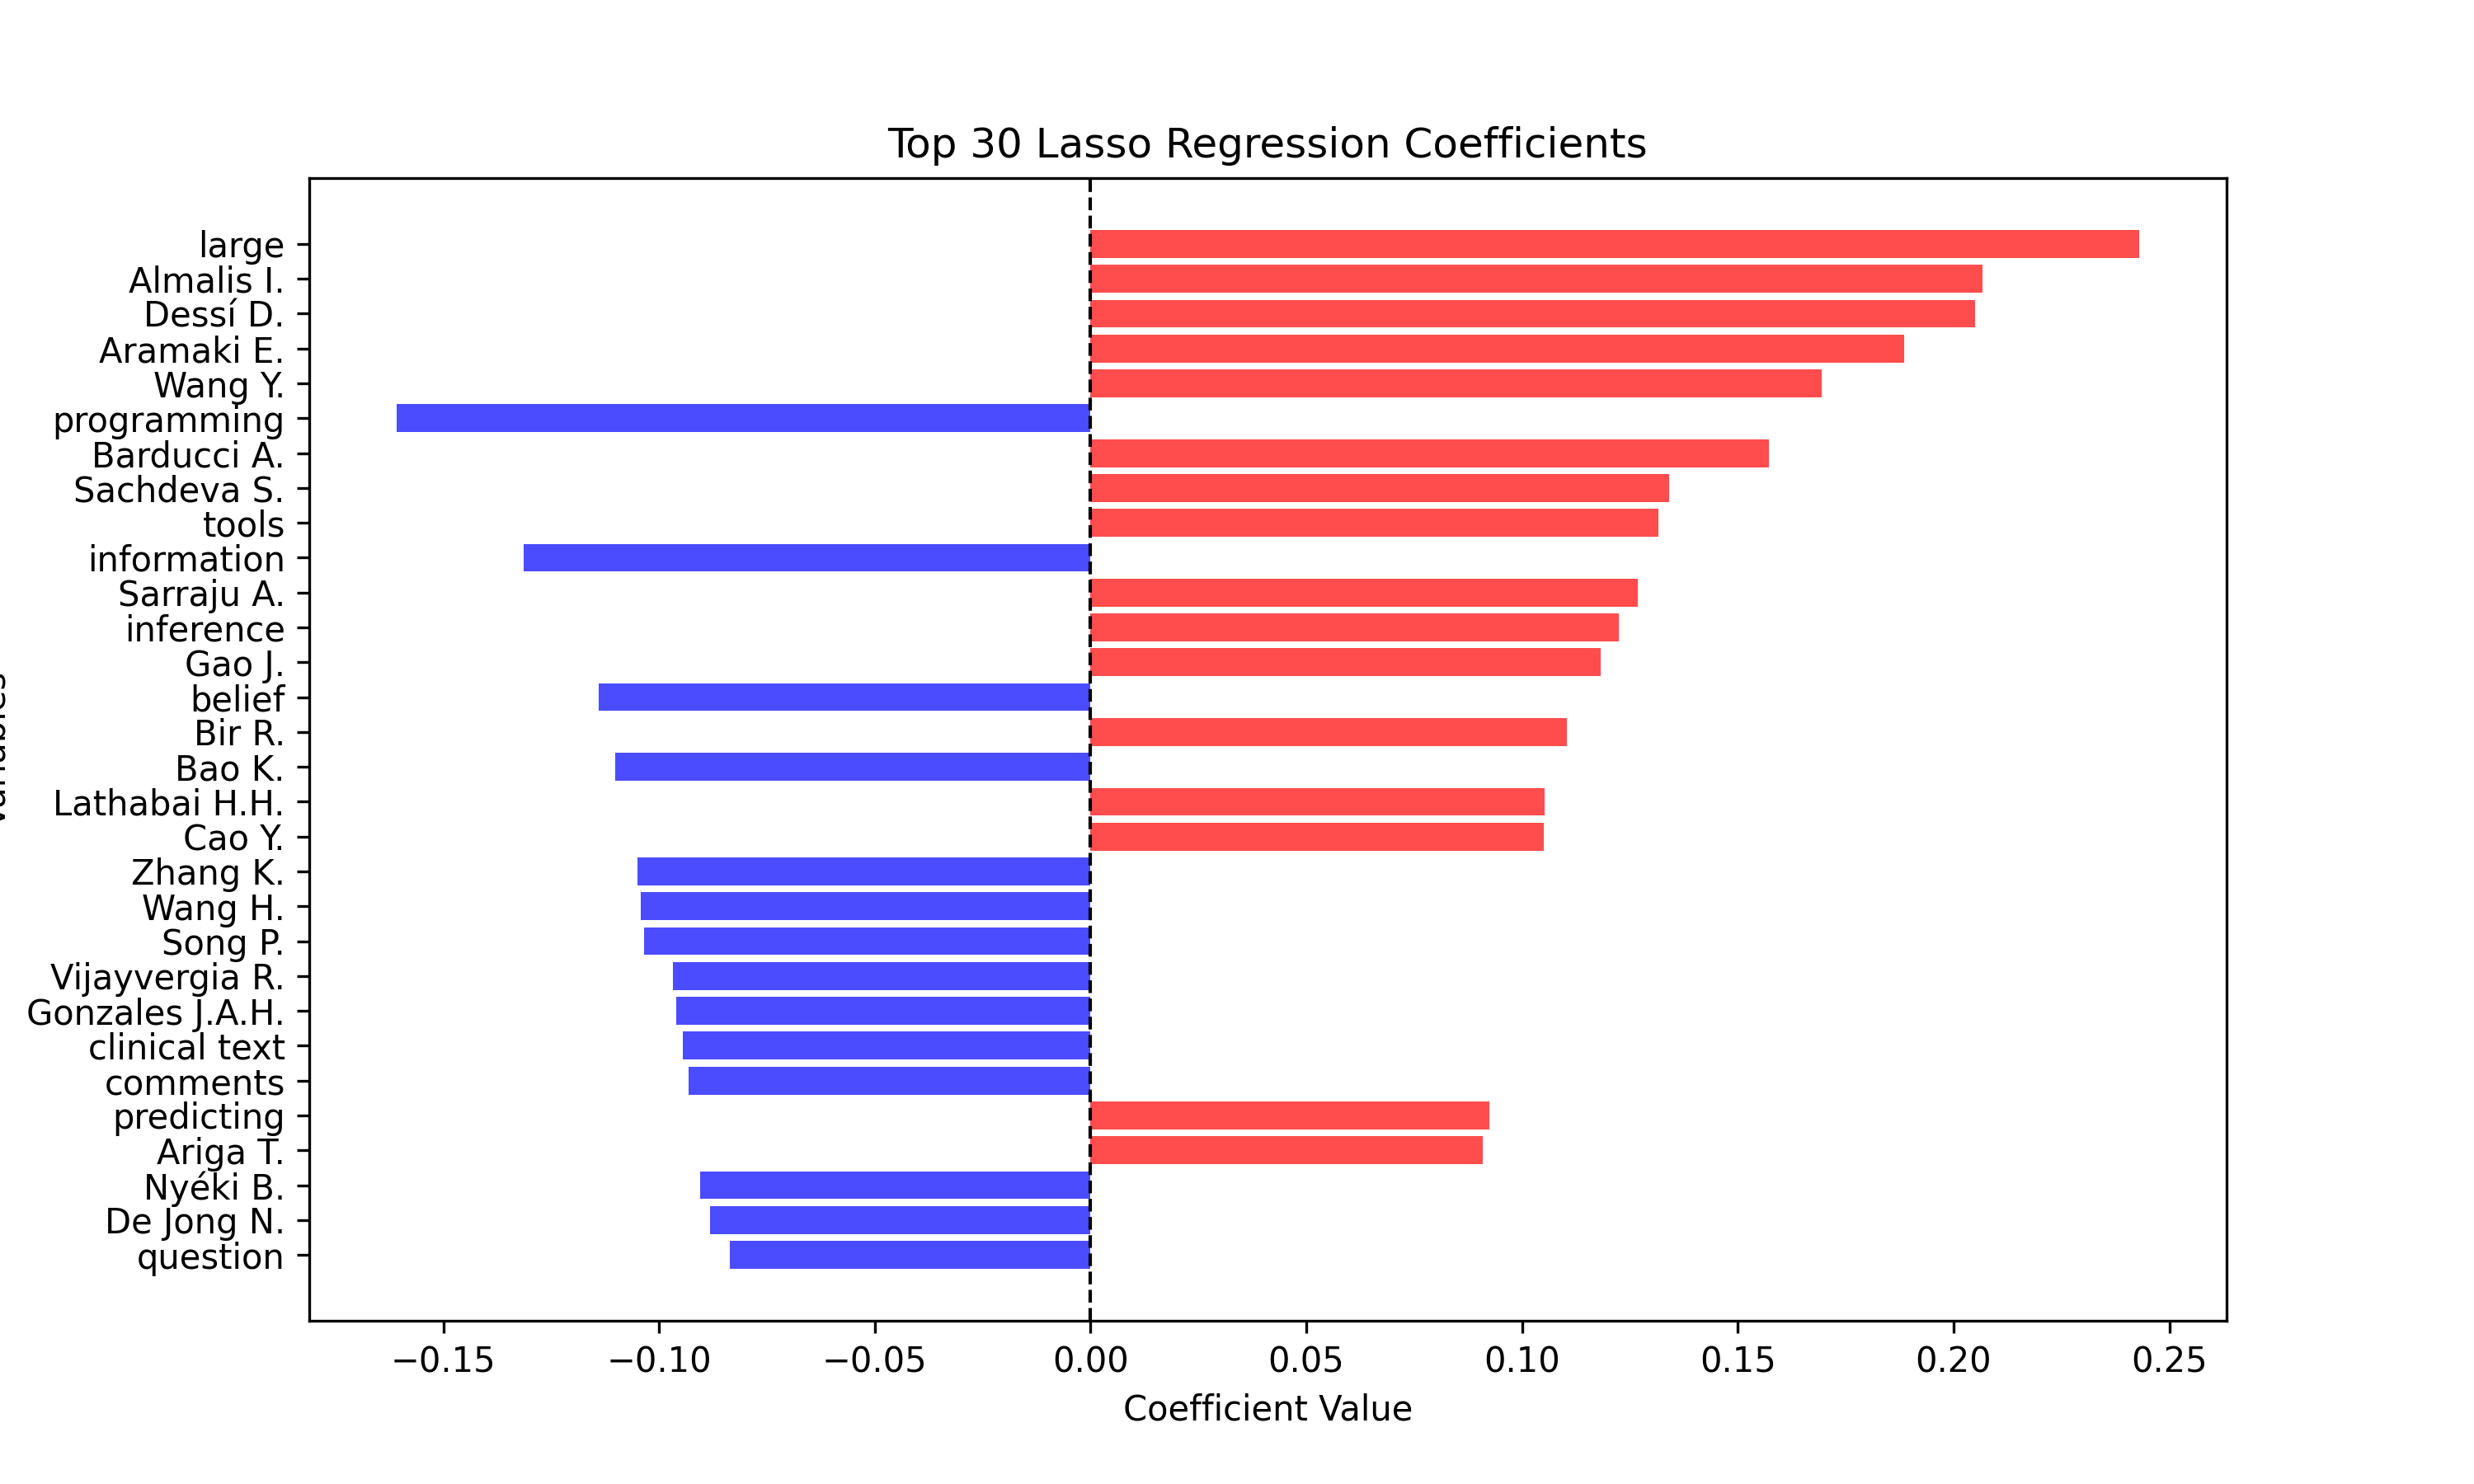 Top 30 Lasso Regression Coefficients
large
Almalis I.
Dessí D.
Aramaki E.
Wang Y.
programming
Barducci A.
Sachdeva S.
tools
information
Sarraju A.
inference
Gao J.
belief
Bir R.
Bao K.
Lathabai H.H.
Cao Y.
Zhang K.
Wang H.
Song P.
Vijayvergia R.
Gonzales J.A.H.
clinical text
comments
predicting
Ariga T.
Nyéki B.
De Jong N.
question
−0.15 −0.10 −0.05 0.00 0.05 0.10 0.15 0.20 0.25
Coefficient Value